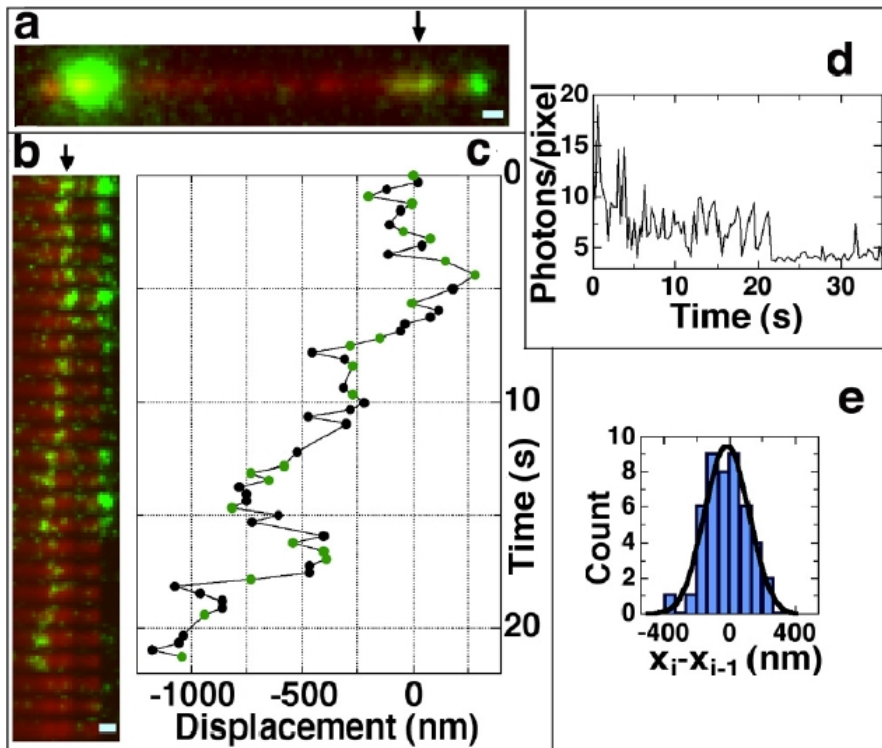 a
b
c
0
10
20
Time (s)
-1000 -500 0
Displacement (nm)
d
20
15
10
5
Photons/pixel
0 10 20 30
Time (s)
e
10
8
6
4
2
0
Count
-400 0 400
xᵢ-xᵢ₋₁ (nm)